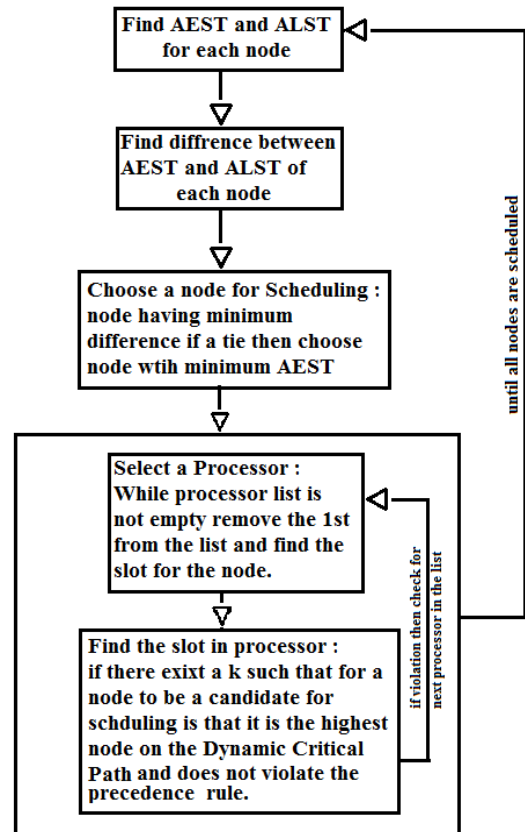 Find AEST and ALST
for each node
Find diffrence between
AEST and ALST of
each node
Choose a node for Scheduling :
node having minimum
difference if a tie then choose
node wtih minimum AEST
Select a Processor :
While processor list is
not empty remove the 1st
from the list and find the
slot for the node.
Find the slot in processor :
if there exixt a k such that for a
node to be a candidate for
schduling is that it is the highest
node on the Dynamic Critical
Path and does not violate the
precedence rule.
if violation then check for
next processor in the list
until all nodes are scheduled